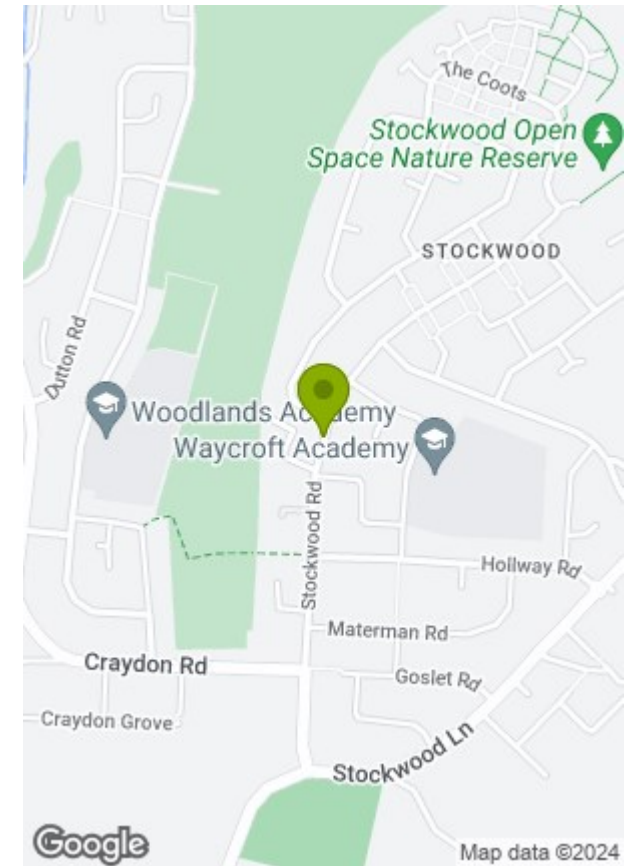 The Coots
Stockwood Open
Space Nature Reserve
STOCKWOOD
Dutton Rd
Woodlands Academy
Waycroft Academy
Stockwood Rd
Hollway Rd
Materman Rd
Craydon Rd
Goslet Rd
Craydon Grove
Stockwood Ln
Google
Map data ©2024